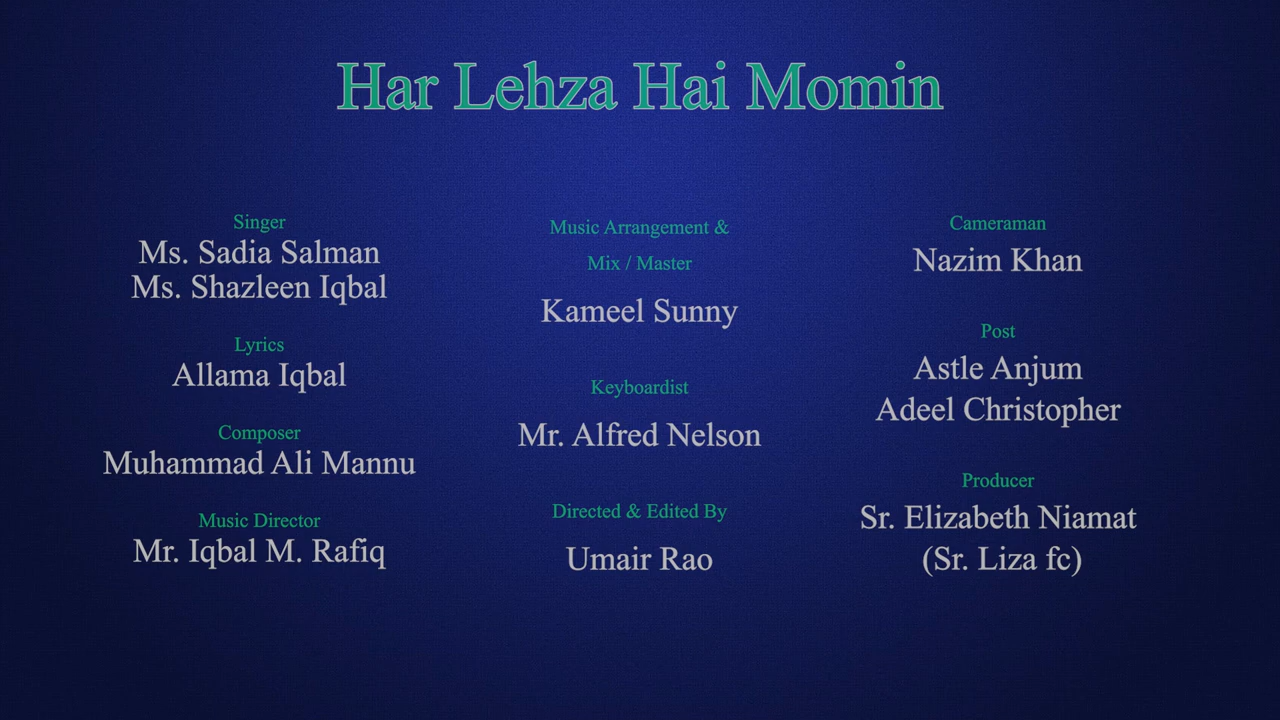 Har Lehza Hai Momin
Singer
Ms. Sadia Salman
Ms. Shazleen Iqbal
Lyrics
Allama Iqbal
Composer
Muhammad Ali Mannu
Music Director
Mr. Iqbal M. Rafiq
Music Arrangement &
Mix / Master
Kameel Sunny
Keyboardist
Mr. Alfred Nelson
Directed & Edited By
Umair Rao
Cameraman
Nazim Khan
Post
Astle Anjum
Adeel Christopher
Producer
Sr. Elizabeth Niamat
(Sr. Liza fc)